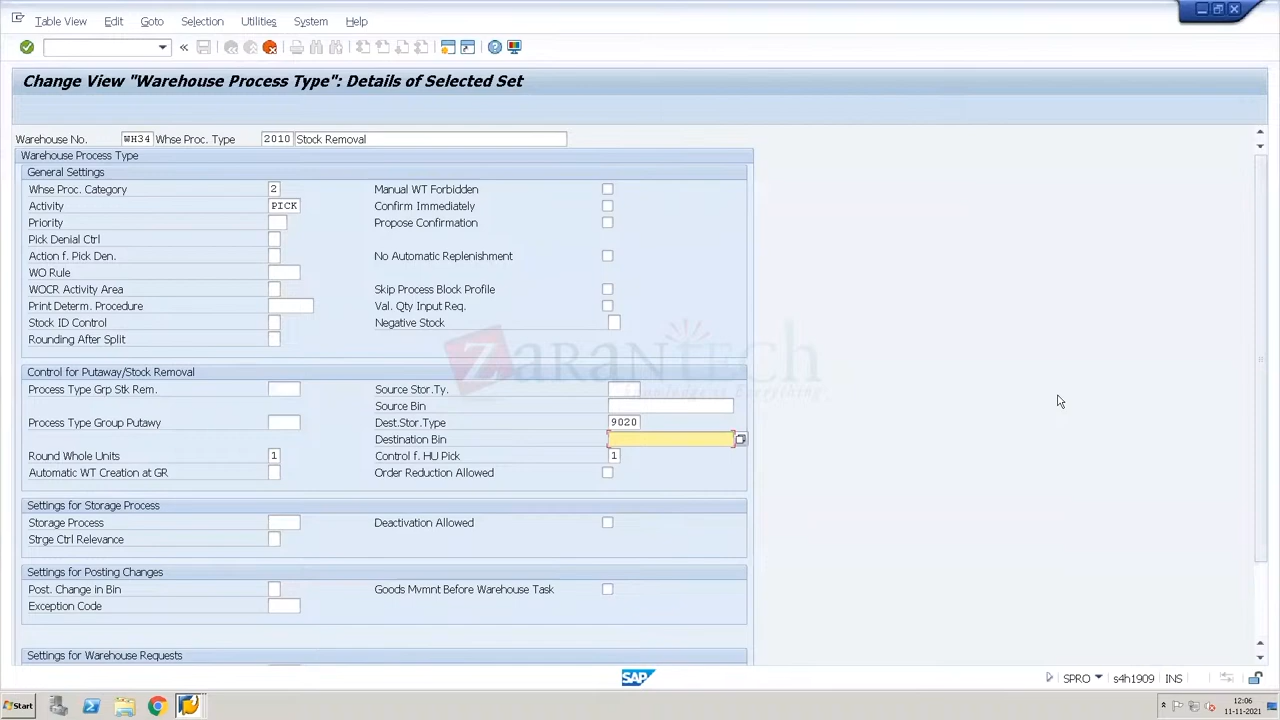 Table View Edit Goto Selection Utilities System Help
Change View "Warehouse Process Type": Details of Selected Set
Warehouse No. WH34 Whse Proc. Type 2010 Stock Removal
Warehouse Process Type
General Settings
Whse Proc. Category 2 Manual WT Forbidden
Activity PICK Confirm Immediately
Priority Propose Confirmation
Pick Denial Ctrl
Action f. Pick Den. No Automatic Replenishment
WO Rule
WOCR Activity Area Skip Process Block Profile
Print Determ. Procedure Val. Qty Input Req.
Stock ID Control Negative Stock
Rounding After Split
ZARANTECH
Knowledge is Everything
Control for Putaway/Stock Removal
Process Type Grp Stk Rem. Source Stor.Ty.
Source Bin
Process Type Group Putawy Dest.Stor.Type 9020
Destination Bin
Round Whole Units 1 Control f. HU Pick 1
Automatic WT Creation at GR Order Reduction Allowed
Settings for Storage Process
Storage Process Deactivation Allowed
Strge Ctrl Relevance
Settings for Posting Changes
Post. Change in Bin Goods Mvmnt Before Warehouse Task
Exception Code
Settings for Warehouse Requests
SAP SPRO s4h1909 INS
Start 12:06
11-11-2021